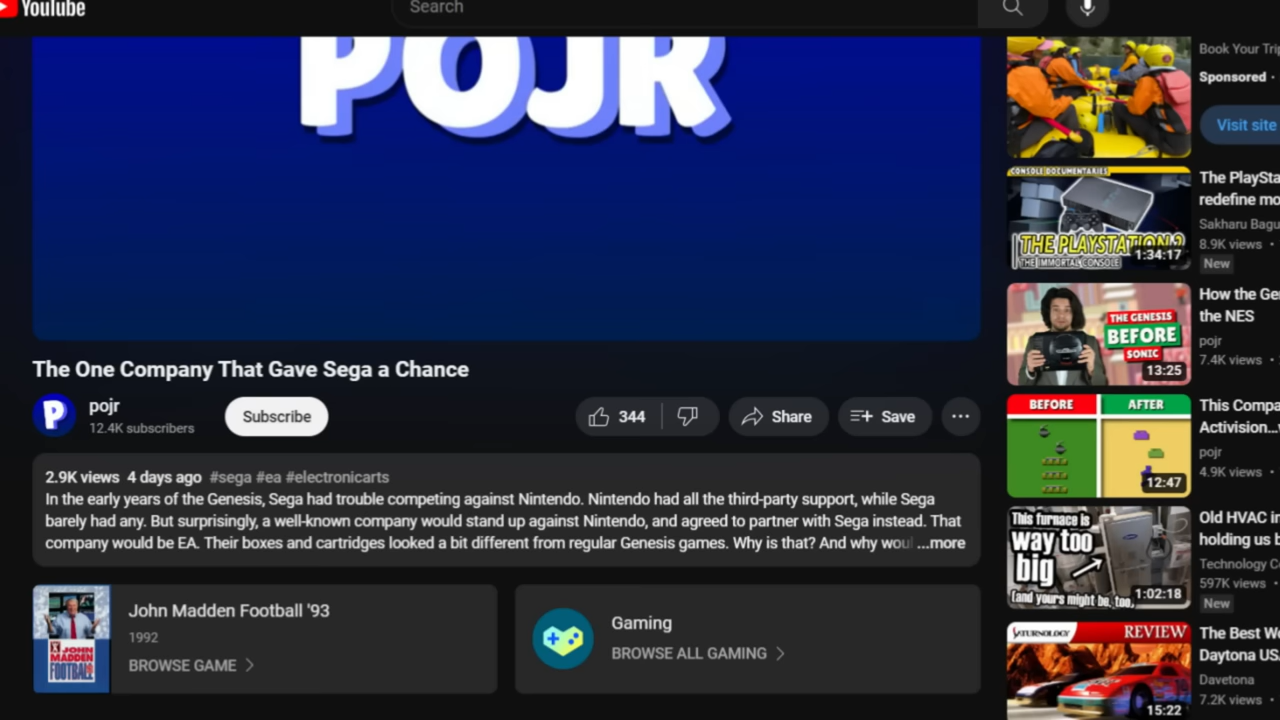 YouTube
Search
POJR
The One Company That Gave Sega a Chance
pojr
12.4K subscribers
Subscribe
344
Share
Save
2.9K views 4 days ago #sega #ea #electronicarts
In the early years of the Genesis, Sega had trouble competing against Nintendo. Nintendo had all the third-party support, while Sega
barely had any. But surprisingly, a well-known company would stand up against Nintendo, and agreed to partner with Sega instead. That
company would be EA. Their boxes and cartridges looked a bit different from regular Genesis games. Why is that? And why woul ...more
JOHN
MADDEN
FOOTBALL
John Madden Football '93
1992
BROWSE GAME
Gaming
BROWSE ALL GAMING
Book Your Trip
Sponsored ·
Visit site
CONSOLE DOCUMENTARIES
THE PLAYSTATION 2
THE IMMORTAL CONSOLE
1:34:17
The PlaySta
redefine mo
Sakharu Bagu
8.9K views ·
New
THE GENESIS
BEFORE
SONIC
13:25
How the Ge
the NES
pojr
7.4K views ·
BEFORE
AFTER
12:47
This Compa
Activision...
pojr
4.9K views ·
This furnace is
way too
big
(and yours might be, too)
1:02:18
Old HVAC i
holding us b
Technology Co
597K views ·
New
SATURNOLOGY
REVIEW
15:22
The Best W
Daytona US
Davetona
7.2K views ·